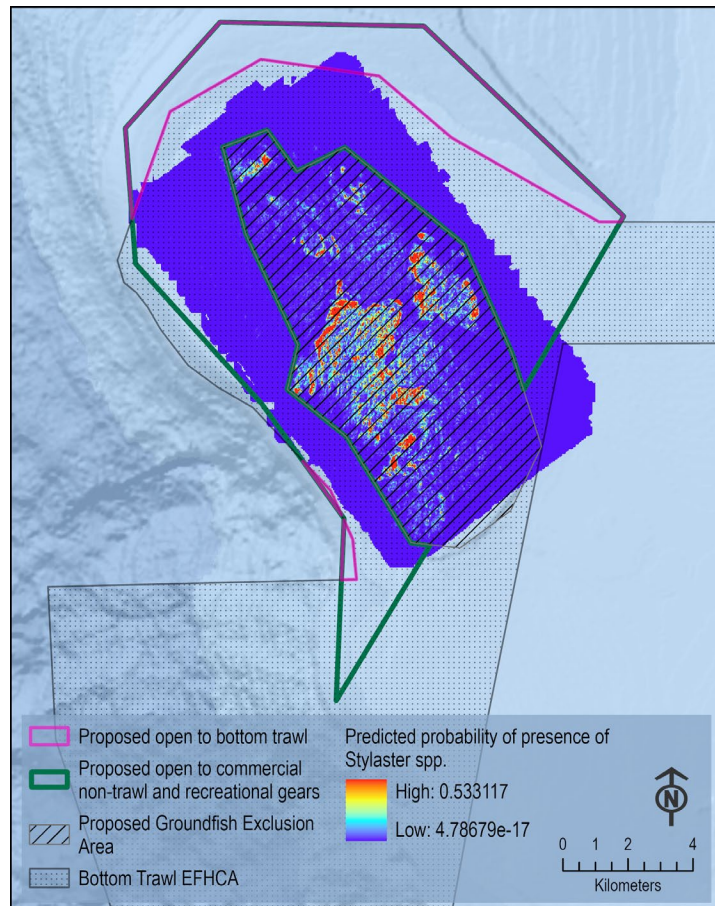 Proposed open to bottom trawl
Proposed open to commercial
non-trawl and recreational gears
Proposed Groundfish Exclusion
Area
Bottom Trawl EFHCA
Predicted probability of presence of
Stylaster spp.
High: 0.533117
Low: 4.78679e-17
N
0 1 2 4
Kilometers